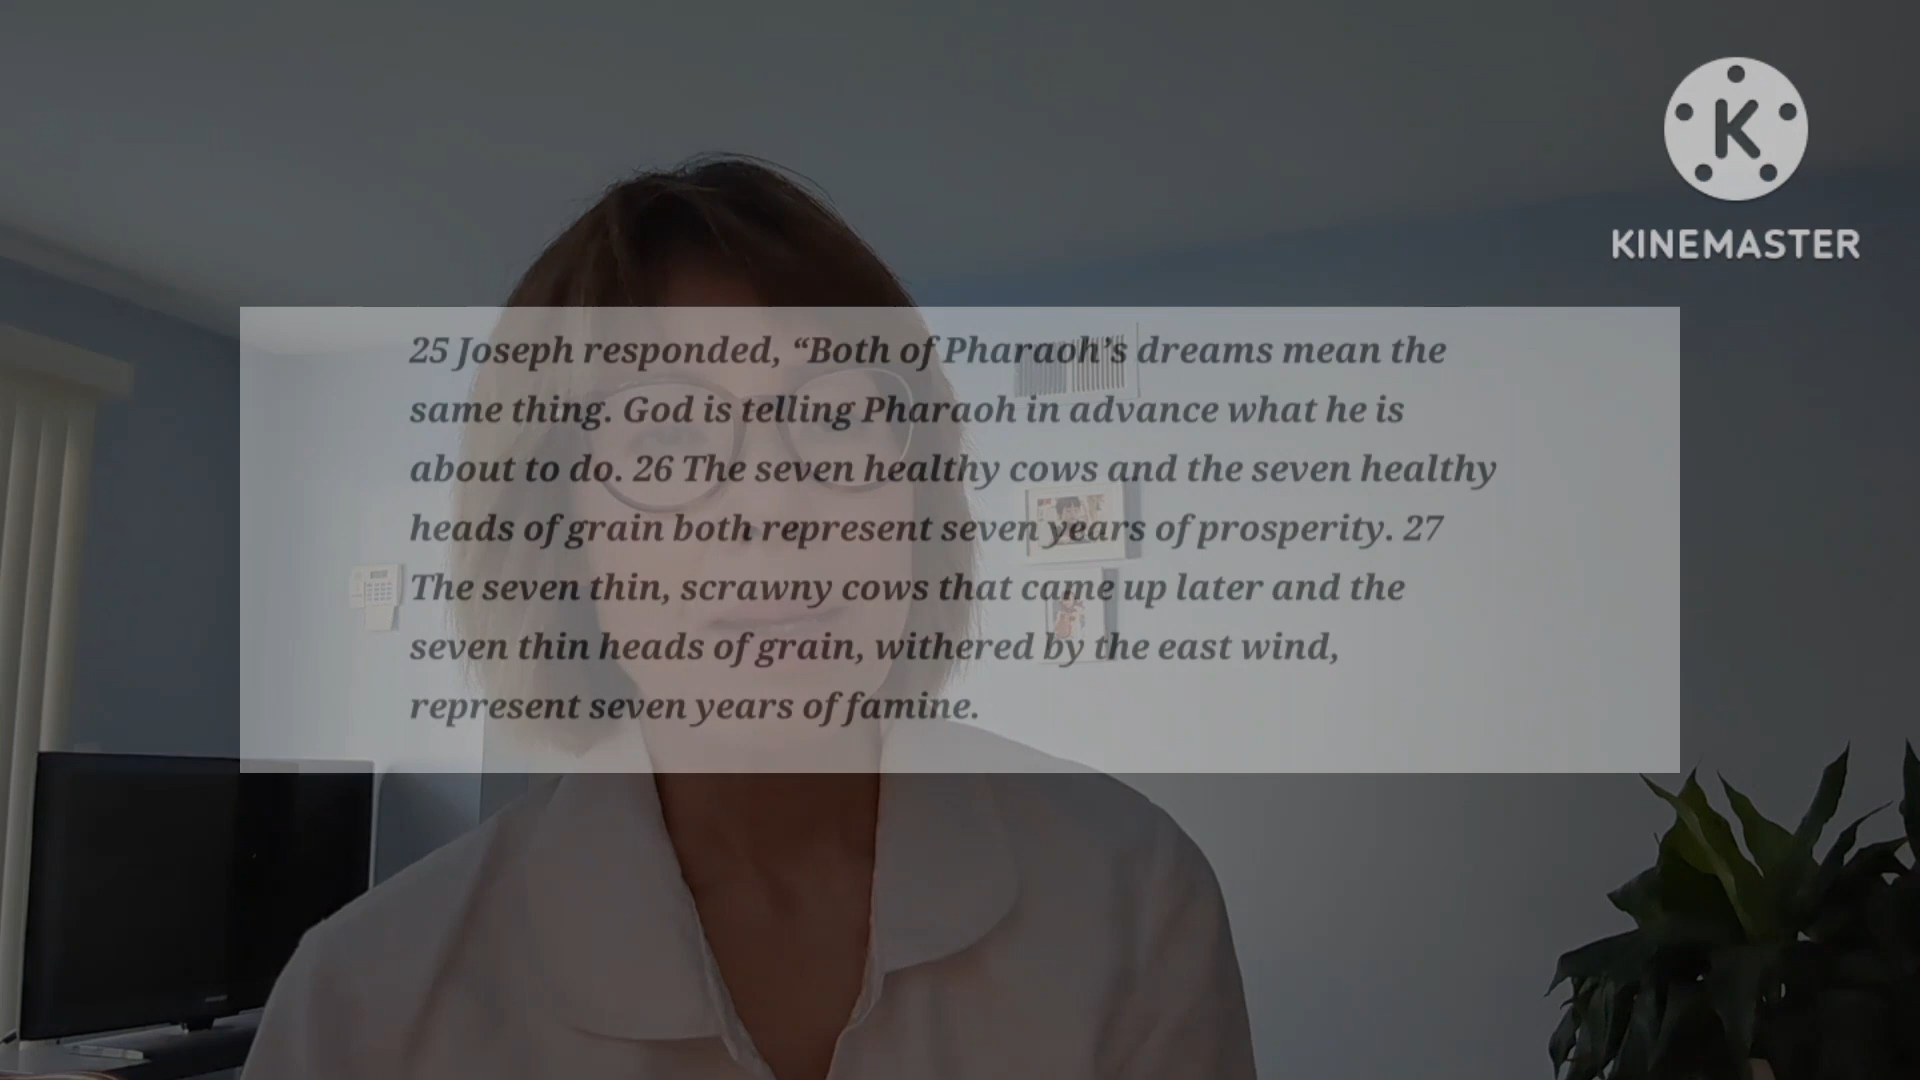 K
KINEMASTER
25 Joseph responded, “Both of Pharaoh’s dreams mean the
same thing. God is telling Pharaoh in advance what he is
about to do. 26 The seven healthy cows and the seven healthy
heads of grain both represent seven years of prosperity. 27
The seven thin, scrawny cows that came up later and the
seven thin heads of grain, withered by the east wind,
represent seven years of famine.